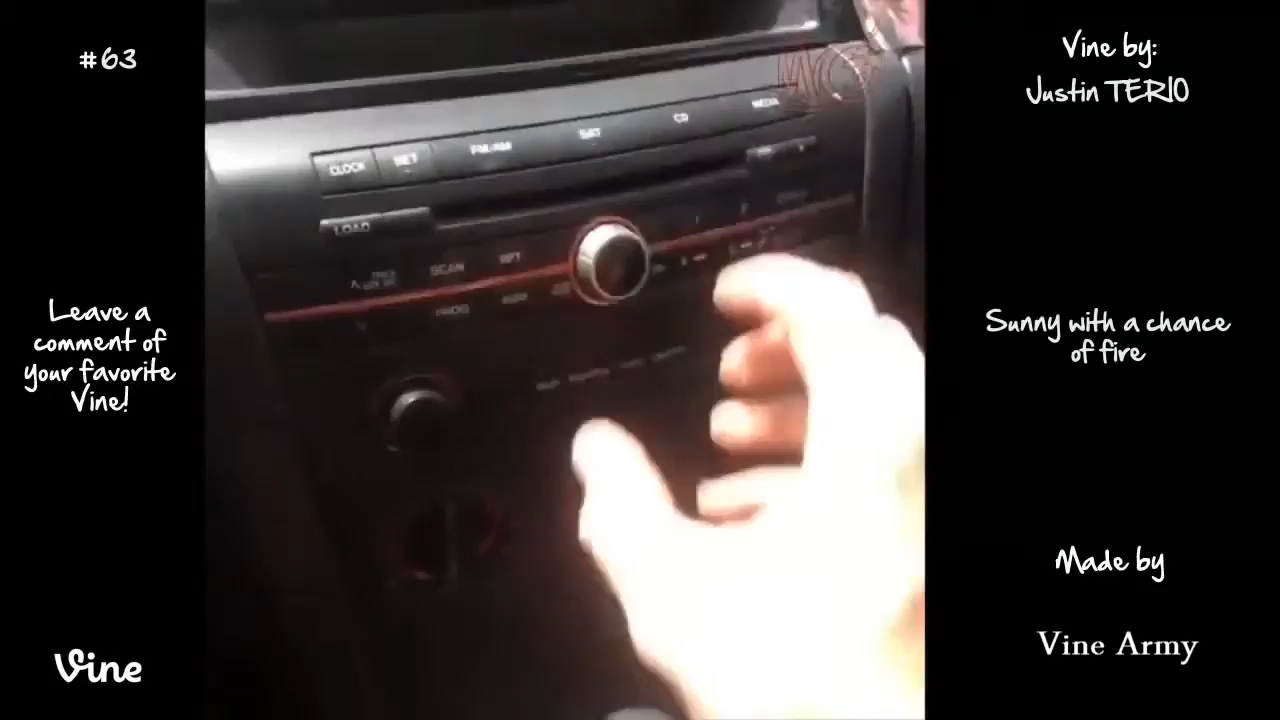 #63
Vine by:
Justin TERIO
Leave a
comment of
your favorite
Vine!
Sunny with a chance
of fire
Made by
Vine Army
Vine
MEDIA
CD
SAT
FM/AM
CLOCK
SET
LOAD
SCAN
RPT